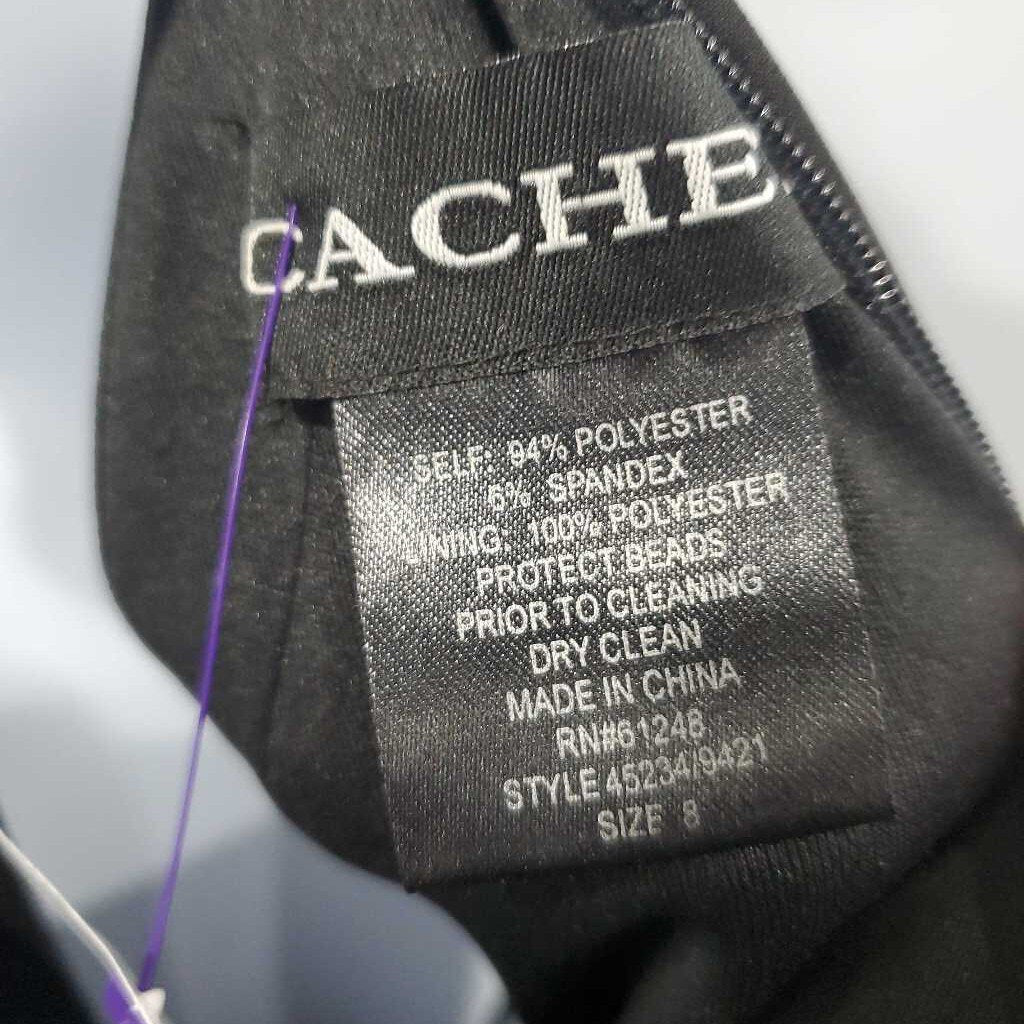 CACHE.
SELF: 94% POLYESTER
6% SPANDEX
LINING: 100% POLYESTER
PROTECT BEADS
PRIOR TO CLEANING
DRY CLEAN
MADE IN CHINA
RN#61248
STYLE 45234/9421
SIZE 8